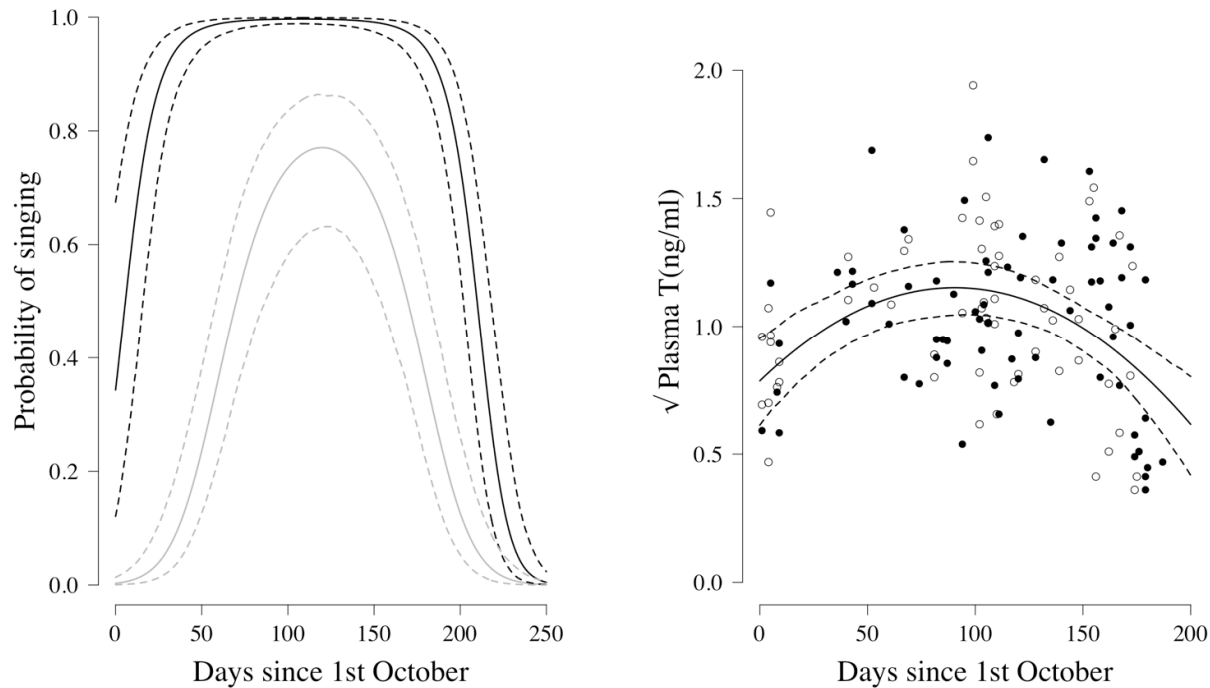 1.0
0.8
0.6
0.4
0.2
0.0
Probability of singing
0 50 100 150 200 250
Days since 1st October
2.0
1.5
1.0
0.5
0.0
√ Plasma T(ng/ml)
0 50 100 150 200
Days since 1st October